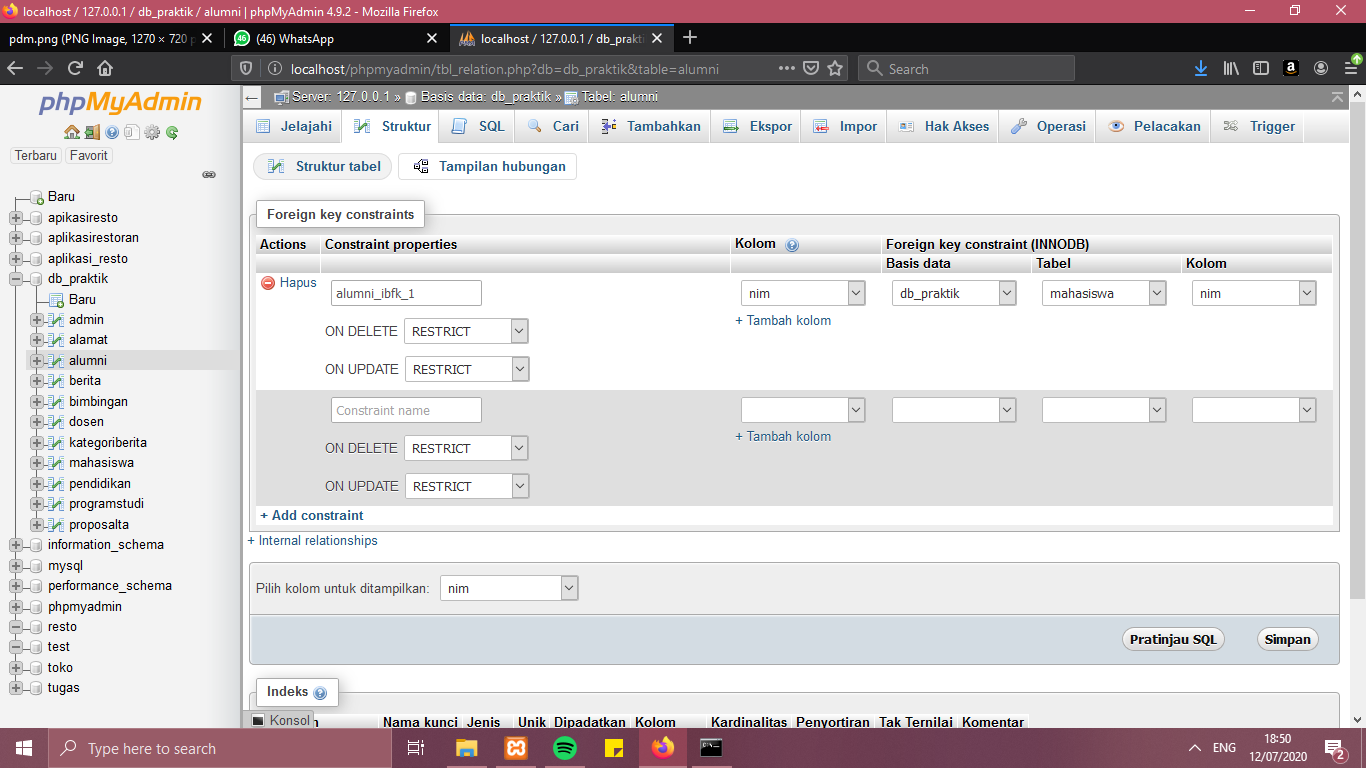 localhost / 127.0.0.1 / db_praktik / alumni | phpMyAdmin 4.9.2 - Mozilla Firefox
pdm.png (PNG Image, 1270 × 720 p
(46) WhatsApp
localhost / 127.0.0.1 / db_prakt
localhost/phpmyadmin/tbl_relation.php?db=db_praktik&table=alumni
Search
phpMyAdmin
Terbaru Favorit
Baru
apikasiresto
aplikasirestoran
aplikasi_resto
db_praktik
Baru
admin
alamat
alumni
berita
bimbingan
dosen
kategoriberita
mahasiswa
pendidikan
programstudi
proposalta
information_schema
mysql
performance_schema
phpmyadmin
resto
test
toko
tugas
Server: 127.0.0.1 » Basis data: db_praktik » Tabel: alumni
Jelajahi Struktur SQL Cari Tambahkan Ekspor Impor Hak Akses Operasi Pelacakan Trigger
Struktur tabel Tampilan hubungan
Foreign key constraints
Actions Constraint properties Kolom Foreign key constraint (INNODB)
Basis data Tabel Kolom
Hapus alumni_ibfk_1 nim db_praktik mahasiswa nim
+ Tambah kolom
ON DELETE RESTRICT
ON UPDATE RESTRICT
Constraint name
+ Tambah kolom
ON DELETE RESTRICT
ON UPDATE RESTRICT
+ Add constraint
+ Internal relationships
Pilih kolom untuk ditampilkan: nim
Pratinjau SQL Simpan
Indeks
Konsol
Nama kunci Jenis Unik Dipadatkan Kolom Kardinalitas Penyortiran Tak Ternilai Komentar
Type here to search
ENG
18:50
12/07/2020
2